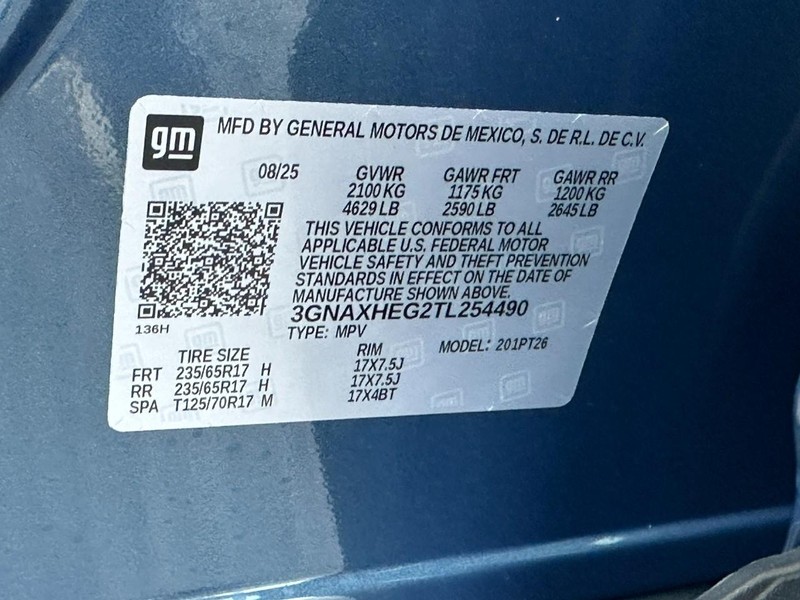 gm MFD BY GENERAL MOTORS DE MEXICO, S. DE R.L. DE C.V.
08/25 GVWR GAWR FRT GAWR RR
2100 KG 1175 KG 1200 KG
4629 LB 2590 LB 2645 LB
THIS VEHICLE CONFORMS TO ALL
APPLICABLE U.S. FEDERAL MOTOR
VEHICLE SAFETY AND THEFT PREVENTION
STANDARDS IN EFFECT ON THE DATE OF
MANUFACTURE SHOWN ABOVE.
3GNAXHEG2TL254490
136H TYPE: MPV
TIRE SIZE RIM MODEL: 201PT26
FRT 235/65R17 H 17X7.5J
RR 235/65R17 H 17X7.5J
SPA T125/70R17 M 17X4BT